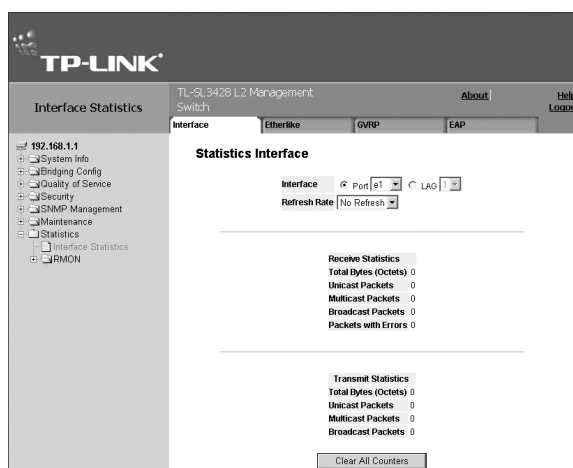 TP-LINK
Interface Statistics
TL-SL3428 L2 Management
Switch
About
Help
Logout
Interface
Etherlike
GVRP
EAP
192.168.1.1
System Info
Bridging Config
Quality of Service
Security
SNMP Management
Maintenance
Statistics
Interface Statistics
RMON
Statistics Interface
Interface Port e1 LAG 1
Refresh Rate No Refresh
Receive Statistics
Total Bytes (Octets) 0
Unicast Packets 0
Multicast Packets 0
Broadcast Packets 0
Packets with Errors 0
Transmit Statistics
Total Bytes (Octets) 0
Unicast Packets 0
Multicast Packets 0
Broadcast Packets 0
Clear All Counters